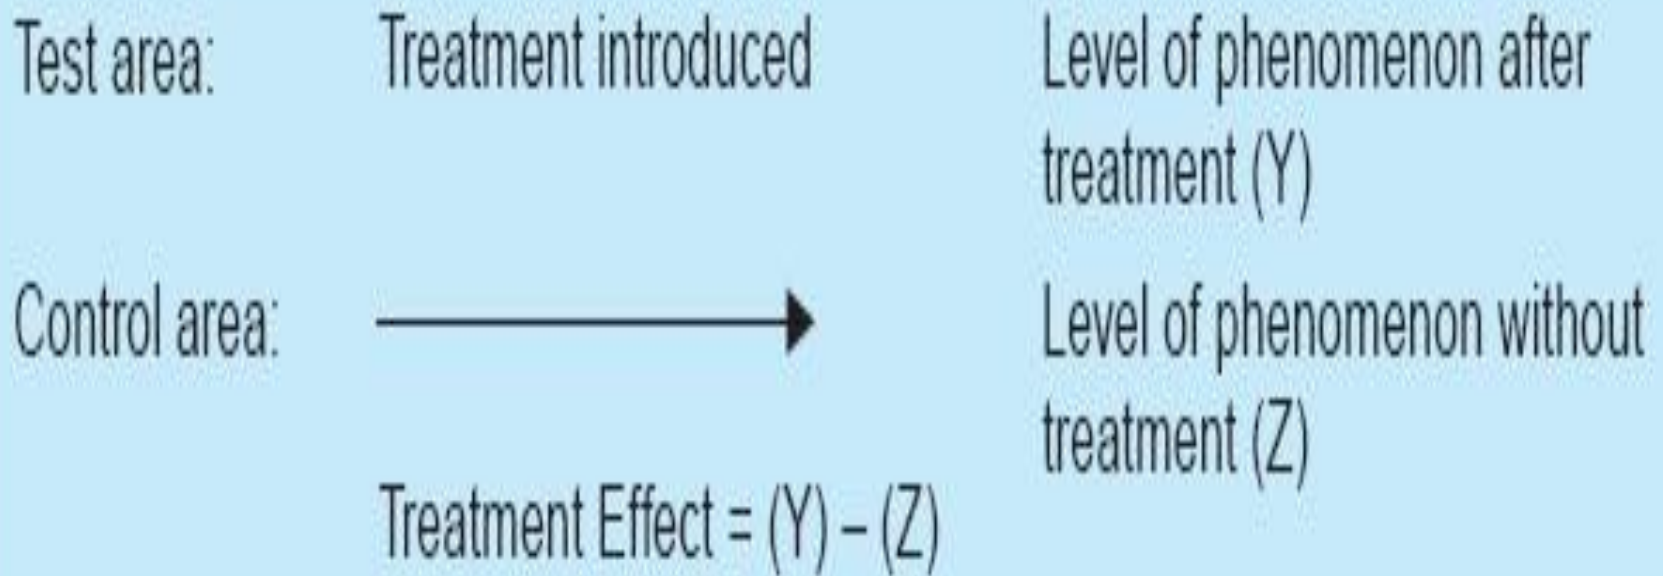 Test area: Treatment introduced Level of phenomenon after
treatment (Y)
Control area: Level of phenomenon without
treatment (Z)
Treatment Effect = (Y) – (Z)